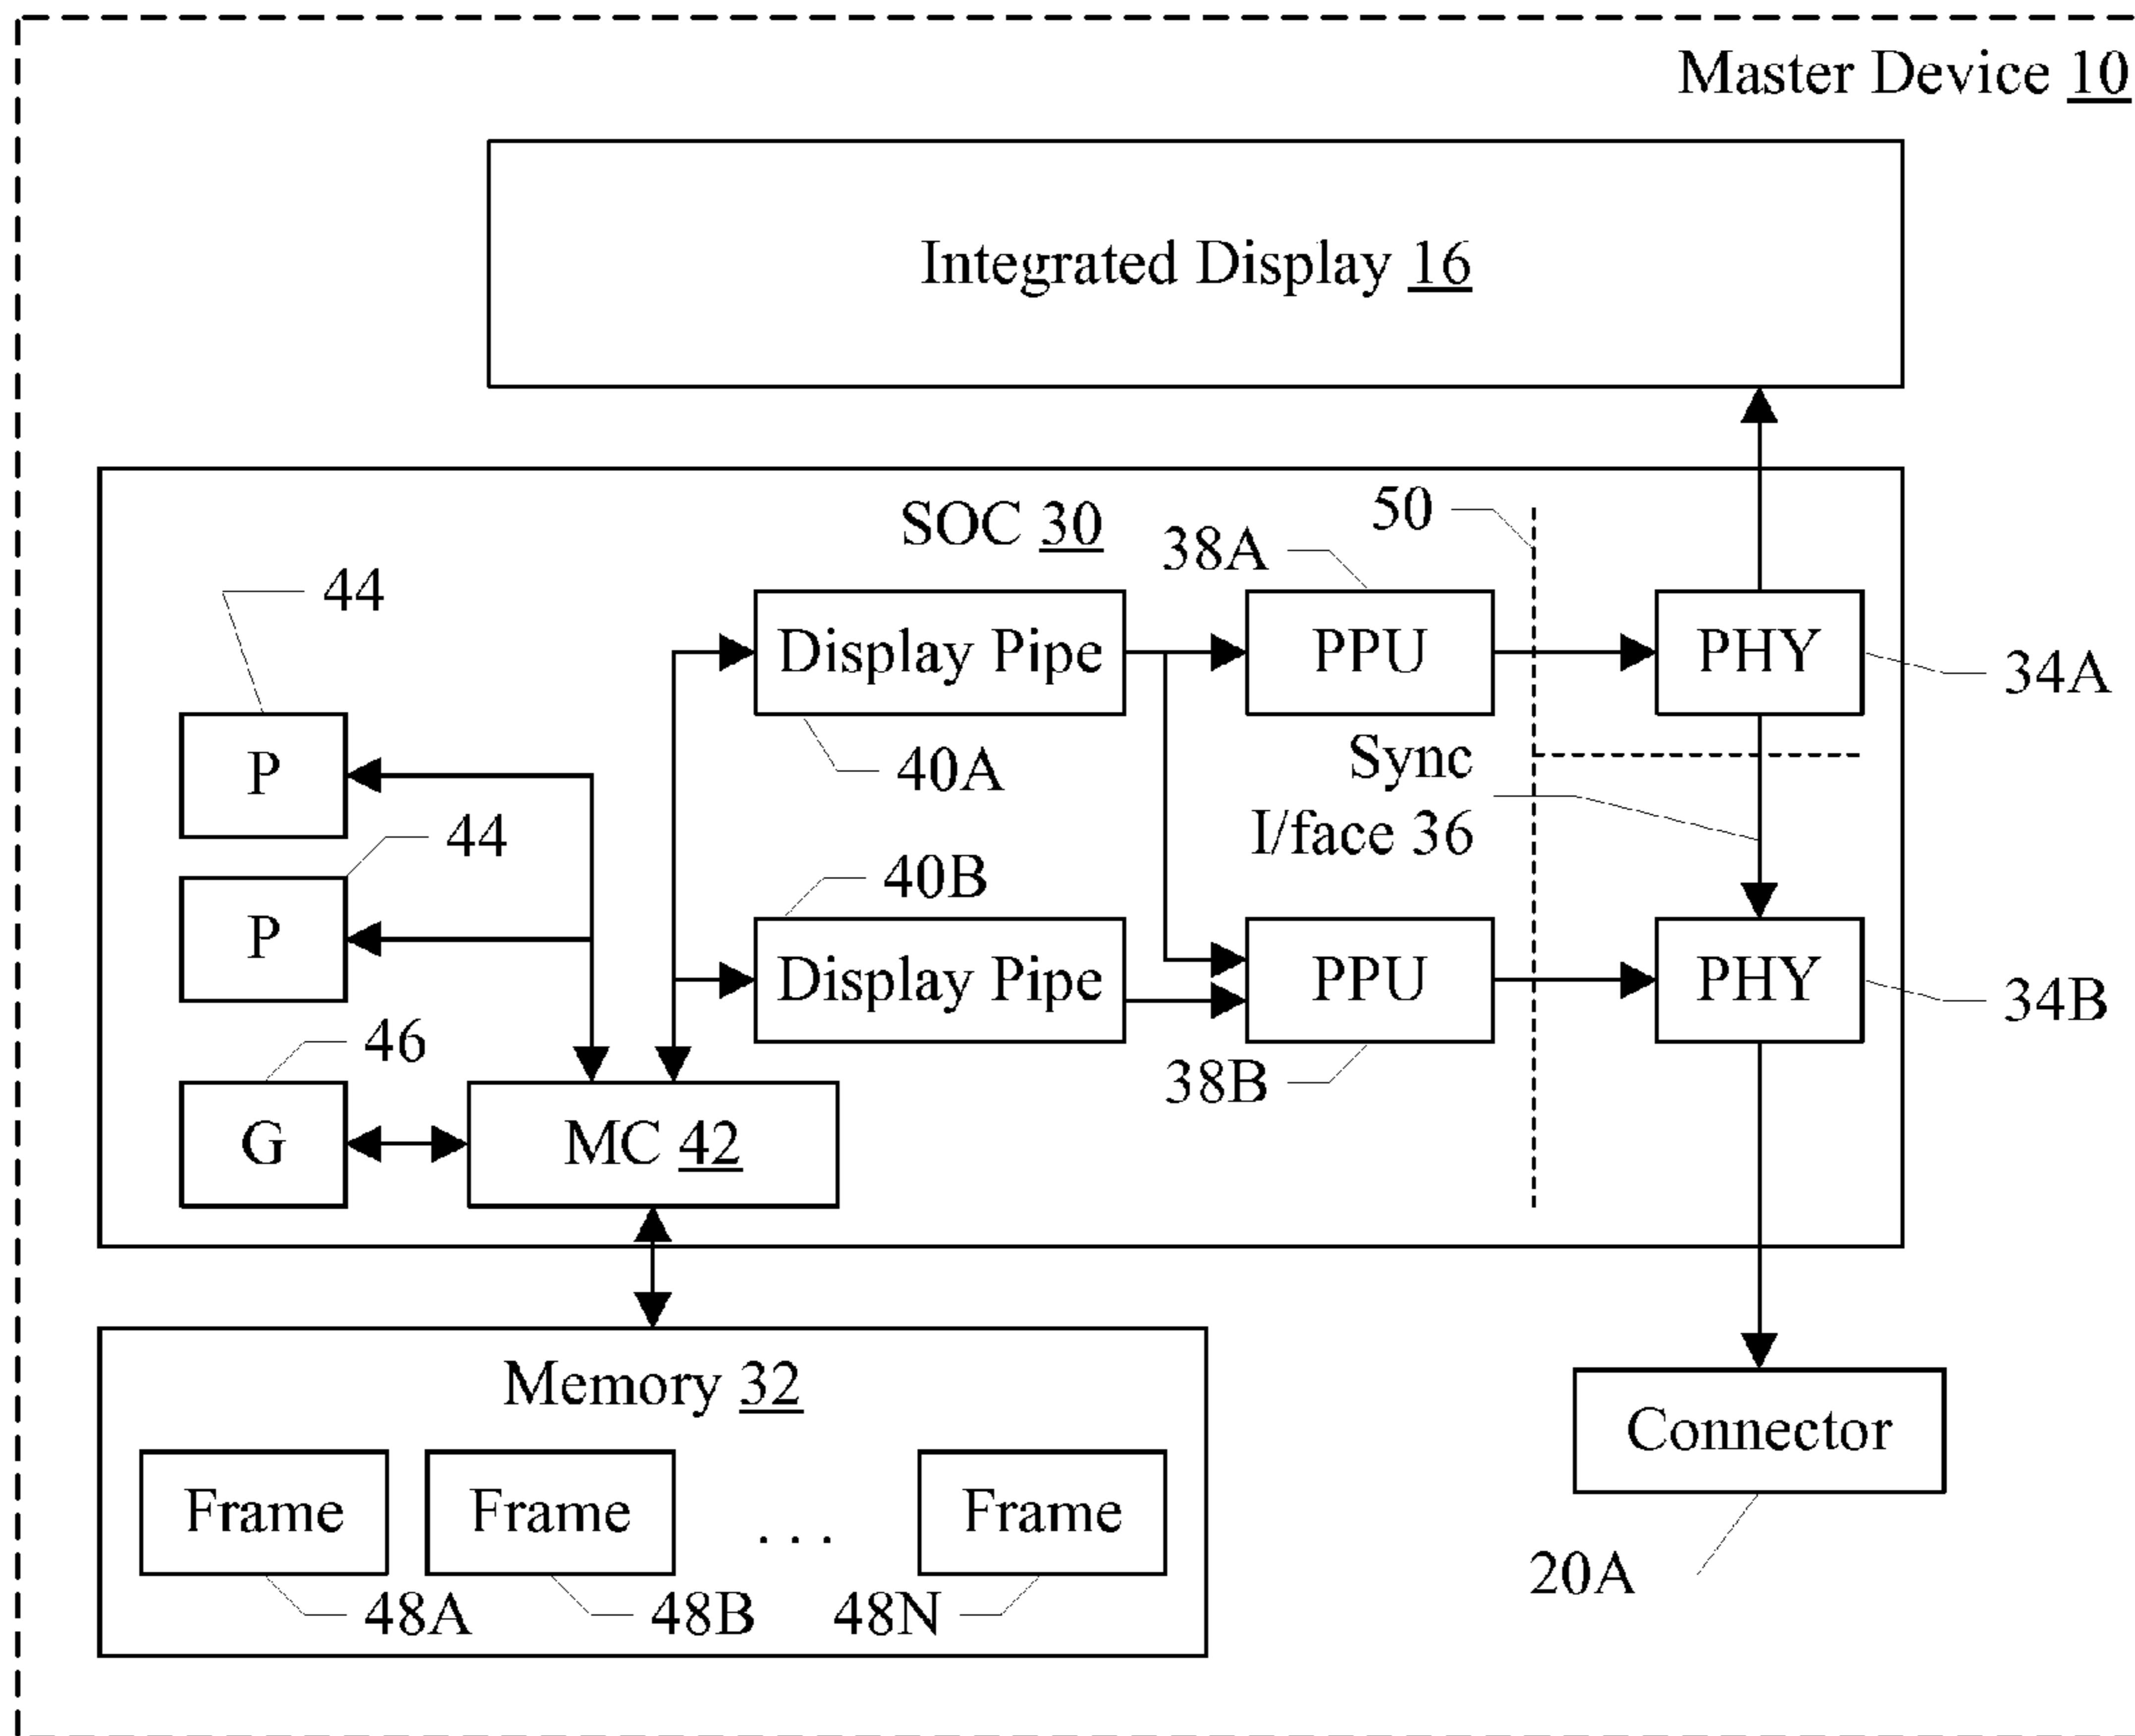 Master Device 10
Integrated Display 16
SOC 30
50
38A
44
Display Pipe
PPU
PHY
34A
40A
Sync
I/face 36
P
44
40B
P
Display Pipe
PPU
PHY
34B
46
38B
G
MC 42
Memory 32
Connector
Frame
Frame
. . .
Frame
20A
48A
48B
48N